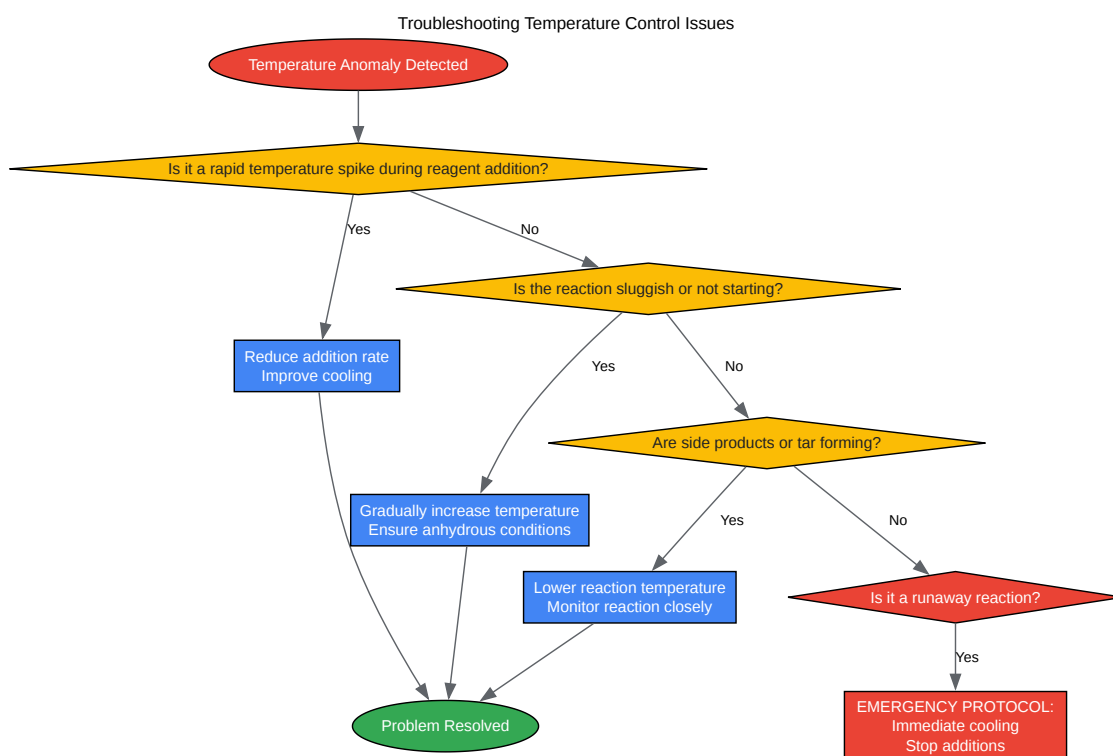 Troubleshooting Temperature Control Issues
Temperature Anomaly Detected
Is it a rapid temperature spike during reagent addition?
Yes
No
Is the reaction sluggish or not starting?
Reduce addition rate
Improve cooling
Yes
No
Are side products or tar forming?
Gradually increase temperature
Ensure anhydrous conditions
Yes
No
Lower reaction temperature
Monitor reaction closely
Is it a runaway reaction?
Yes
Problem Resolved
EMERGENCY PROTOCOL:
Immediate cooling
Stop additions